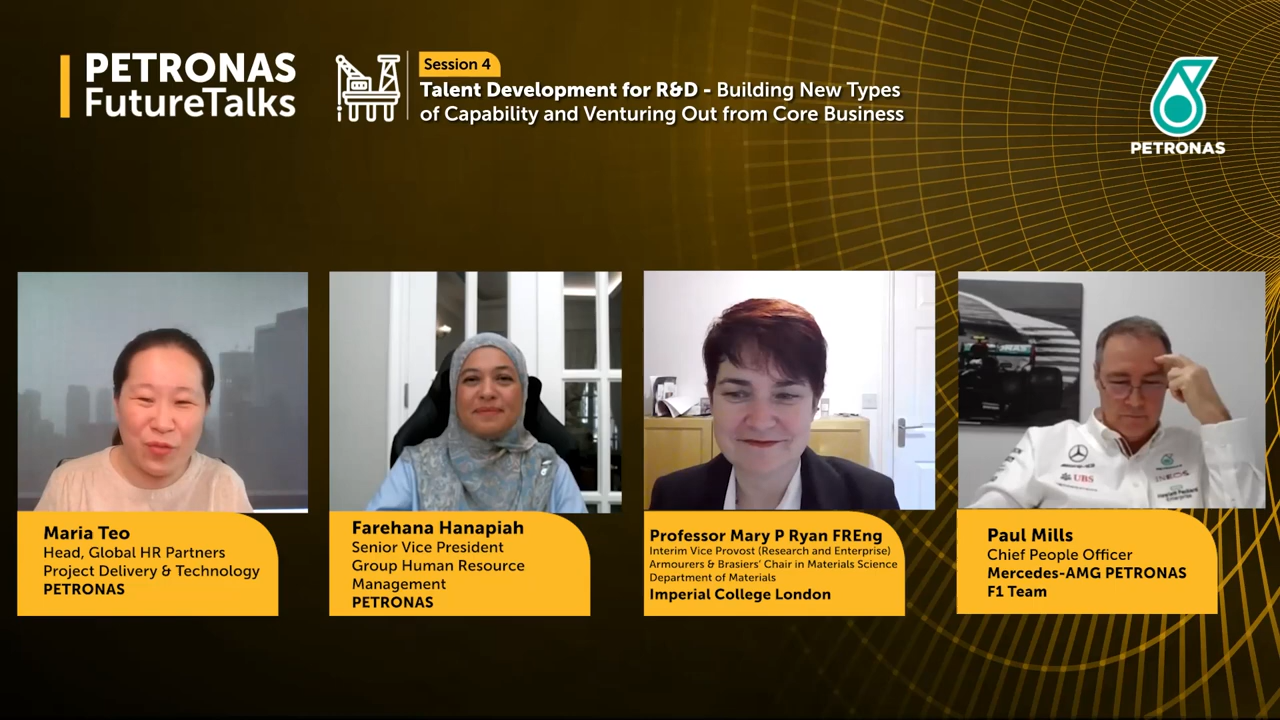 PETRONAS
FutureTalks
Session 4
Talent Development for R&D - Building New Types
of Capability and Venturing Out from Core Business
PETRONAS
Maria Teo
Head, Global HR Partners
Project Delivery & Technology
PETRONAS
Farehana Hanapiah
Senior Vice President
Group Human Resource
Management
PETRONAS
Professor Mary P Ryan FREng
Interim Vice Provost (Research and Enterprise)
Armourers & Brasiers' Chair in Materials Science
Department of Materials
Imperial College London
UBS
INEOS
Paul Mills
Chief People Officer
Mercedes-AMG PETRONAS
F1 Team